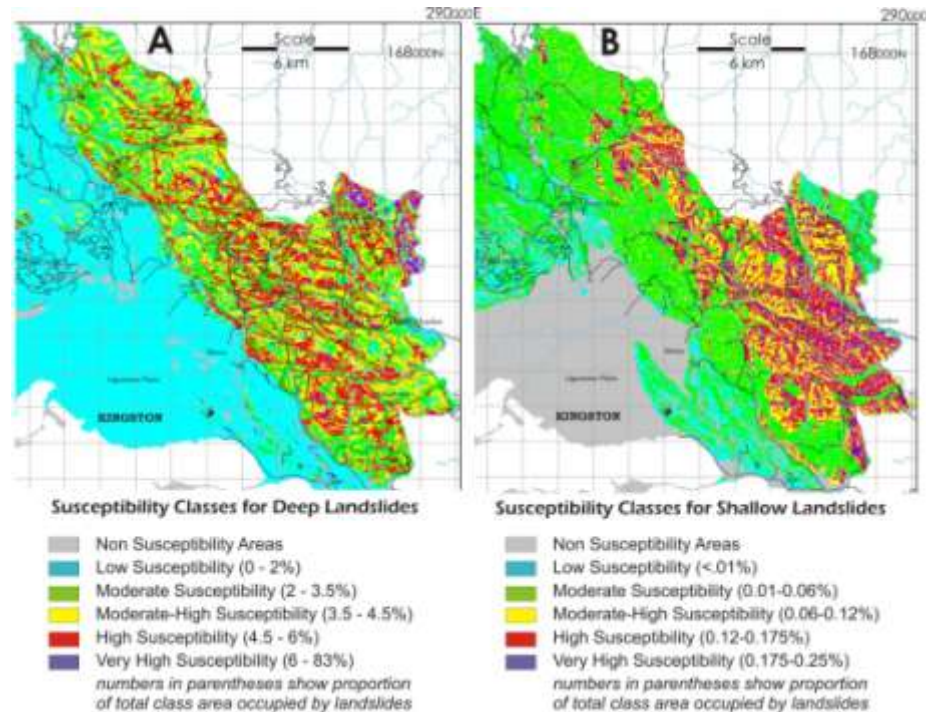 290000E
A
Scale
6 km
168000N
KINGSTON
Susceptibility Classes for Deep Landslides
Non Susceptibility Areas
Low Susceptibility (0 - 2%)
Moderate Susceptibility (2 - 3.5%)
Moderate-High Susceptibility (3.5 - 4.5%)
High Susceptibility (4.5 - 6%)
Very High Susceptibility (6 - 83%)
numbers in parentheses show proportion
of total class area occupied by landslides
290000E
B
Scale
6 km
168000N
KINGSTON
Susceptibility Classes for Shallow Landslides
Non Susceptibility Areas
Low Susceptibility (<.01%)
Moderate Susceptibility (0.01-0.06%)
Moderate-High Susceptibility (0.06-0.12%)
High Susceptibility (0.12-0.175%)
Very High Susceptibility (0.175-0.25%)
numbers in parentheses show proportion
of total class area occupied by landslides